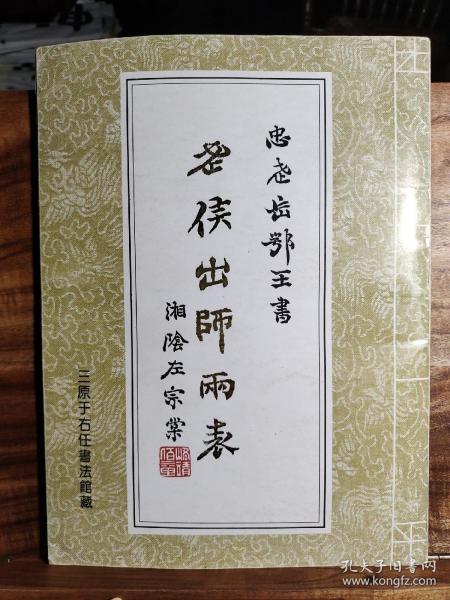 忠武岳鄂王書
武侯出師兩表
湘陰左宗棠
三原于右任書法館藏
孔夫子旧书网
www.kongfz.com